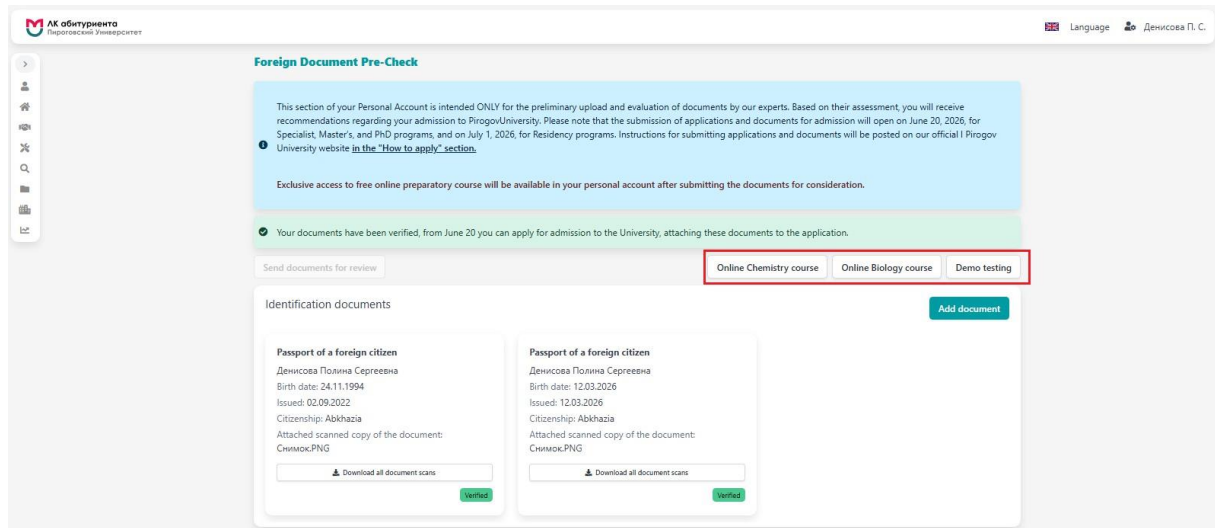 ЛК абитуриента
Пироговский Университет
Language
Денисова П. С.
Foreign Document Pre-Check
This section of your Personal Account is intended ONLY for the preliminary upload and evaluation of documents by our experts. Based on their assessment, you will receive
recommendations regarding your admission to PirogovUniversity. Please note that the submission of applications and documents for admission will open on June 20, 2026, for
Specialist, Master's, and PhD programs, and on July 1, 2026, for Residency programs. Instructions for submitting applications and documents will be posted on our official I Pirogov
University website in the "How to apply" section.
Exclusive access to free online preparatory course will be available in your personal account after submitting the documents for consideration.
Your documents have been verified, from June 20 you can apply for admission to the University, attaching these documents to the application.
Send documents for review
Online Chemistry course
Online Biology course
Demo testing
Identification documents
Add document
Passport of a foreign citizen
Денисова Полина Сергеевна
Birth date: 24.11.1994
Issued: 02.09.2022
Citizenship: Abkhazia
Attached scanned copy of the document:
Снимок.PNG
Download all document scans
Verified
Passport of a foreign citizen
Денисова Полина Сергеевна
Birth date: 12.03.2026
Issued: 12.03.2026
Citizenship: Abkhazia
Attached scanned copy of the document:
Снимок.PNG
Download all document scans
Verified